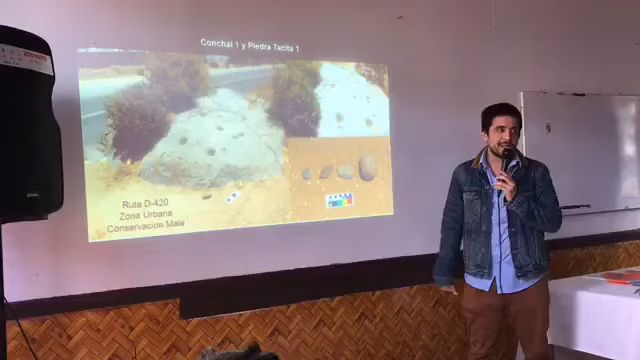 Conchal 1 y Piedra Tacita 1
Ruta D-420
Zona Urbana
Conservacion Male